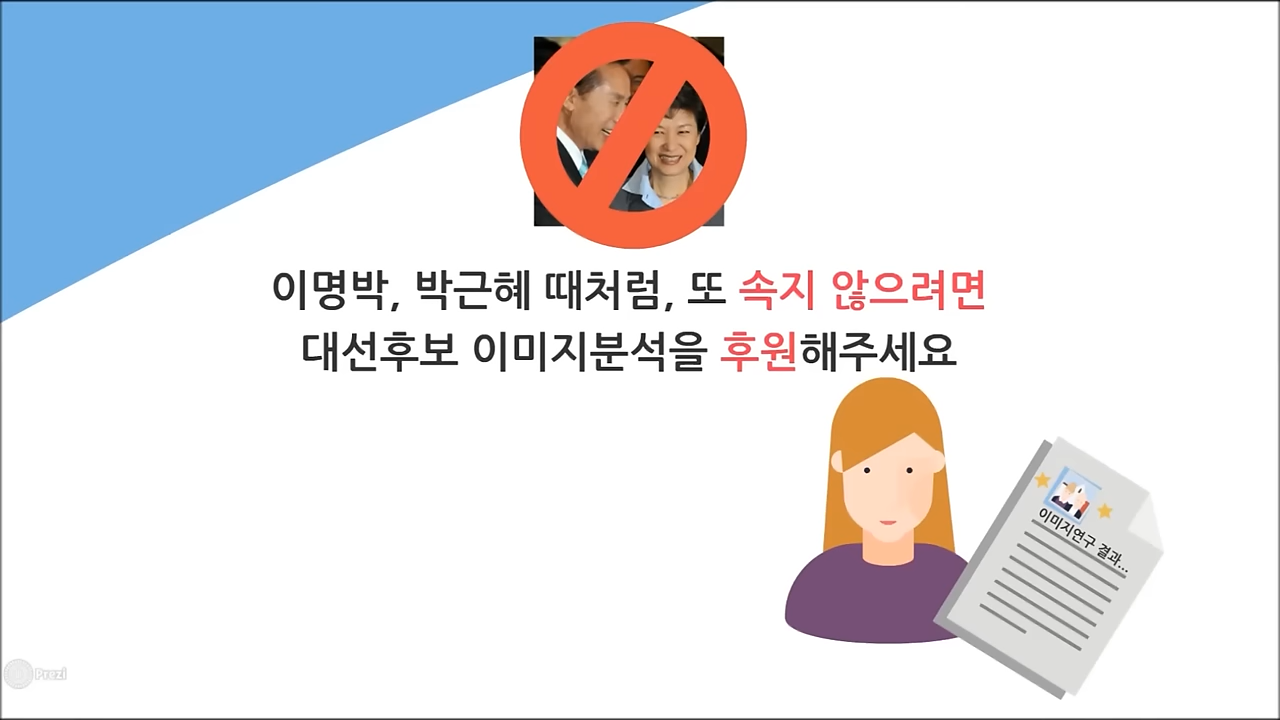 이명박, 박근혜 때처럼, 또 속지 않으려면
대선후보 이미지분석을 후원해주세요
이미지연구 결과...
Prezi